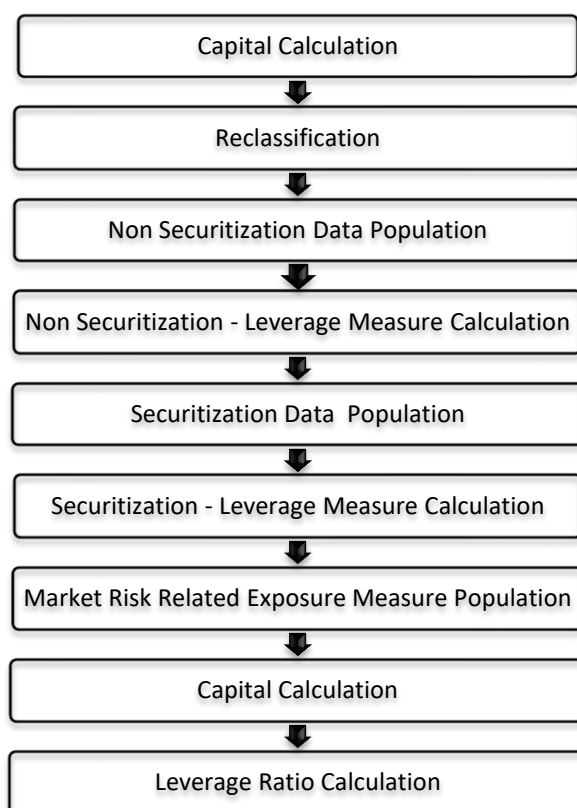 Capital Calculation
Reclassification
Non Securitization Data Population
Non Securitization - Leverage Measure Calculation
Securitization Data Population
Securitization - Leverage Measure Calculation
Market Risk Related Exposure Measure Population
Capital Calculation
Leverage Ratio Calculation